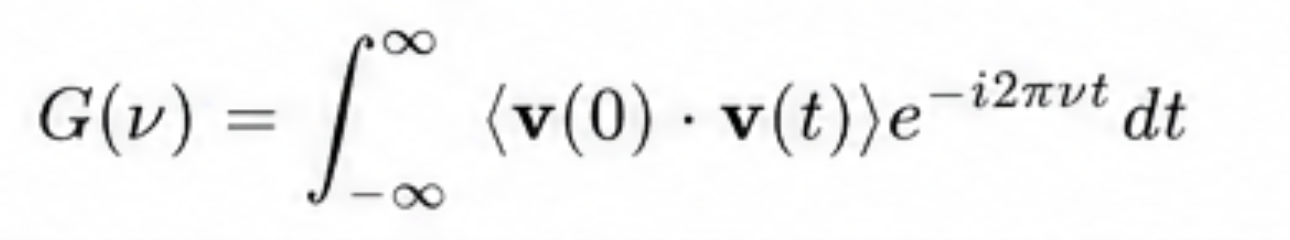 G(ν) = ∫_{-∞}^{∞} ⟨𝐯(0) · 𝐯(t)⟩e^{-i2πνt} dt